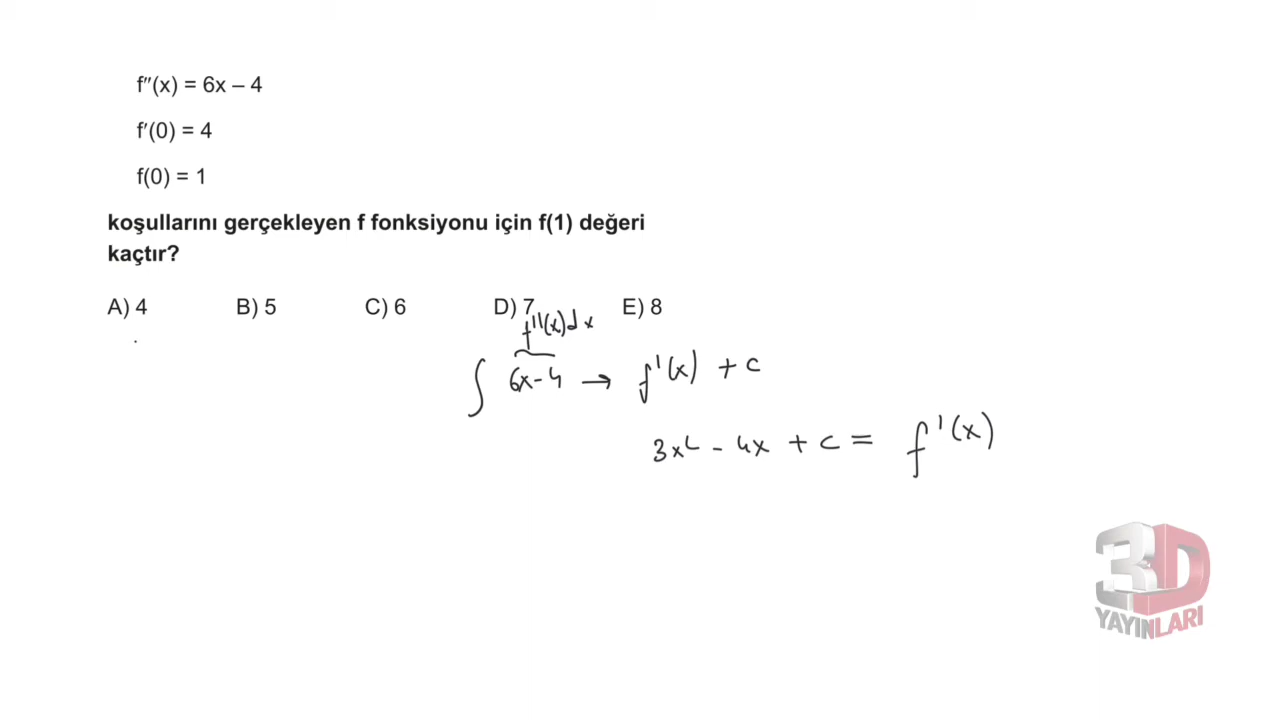 f″(x) = 6x – 4
f′(0) = 4
f(0) = 1
koşullarını gerçekleyen f fonksiyonu için f(1) değeri
kaçtır?
A) 4 B) 5 C) 6 D) 7 E) 8
f″(x)dx
∫ 6x-4 → f'(x) + c
3x² - 4x + c = f'(x)
3D
YAYINLARI